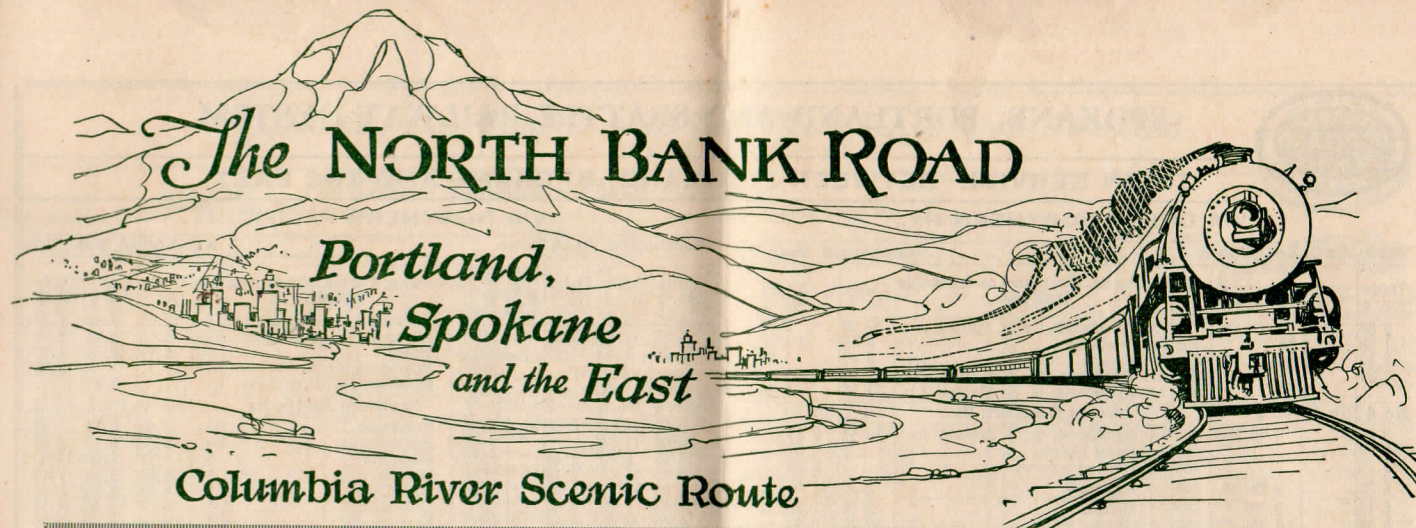 The NORTH BANK ROAD
Portland,
Spokane
and the East
Columbia River Scenic Route